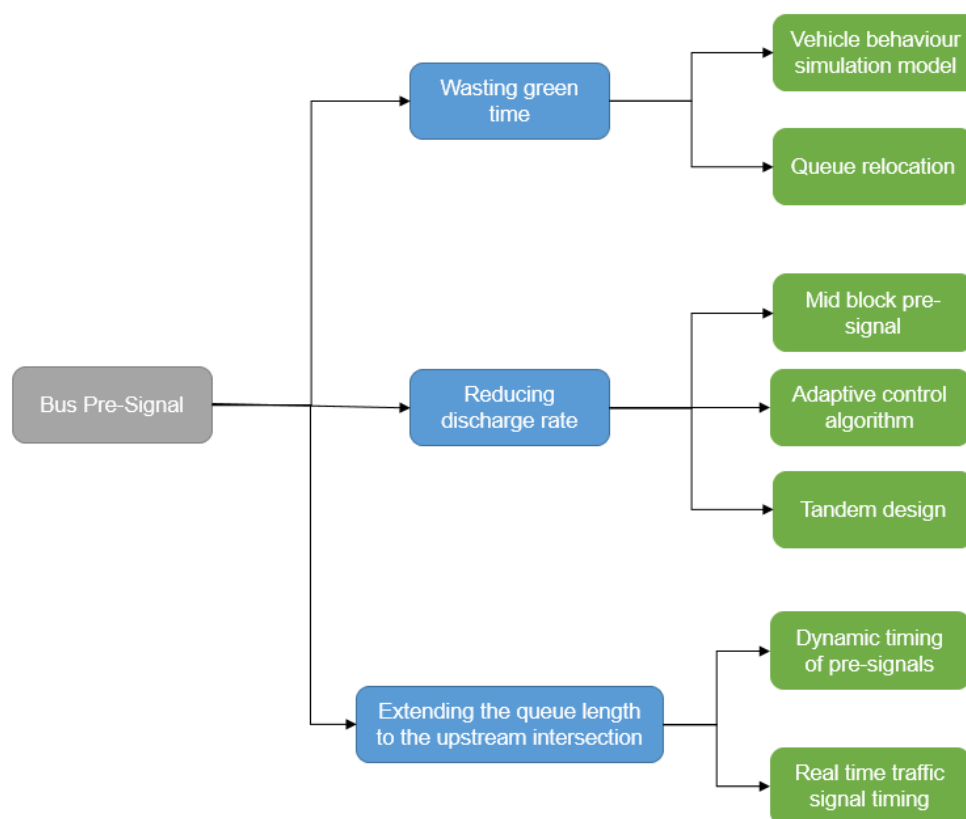 Vehicle behaviour
simulation model
Wasting green
time
Queue relocation
Mid block pre-
signal
Bus Pre-Signal
Reducing
discharge rate
Adaptive control
algorithm
Tandem design
Dynamic timing
of pre-signals
Extending the queue length
to the upstream intersection
Real time traffic
signal timing